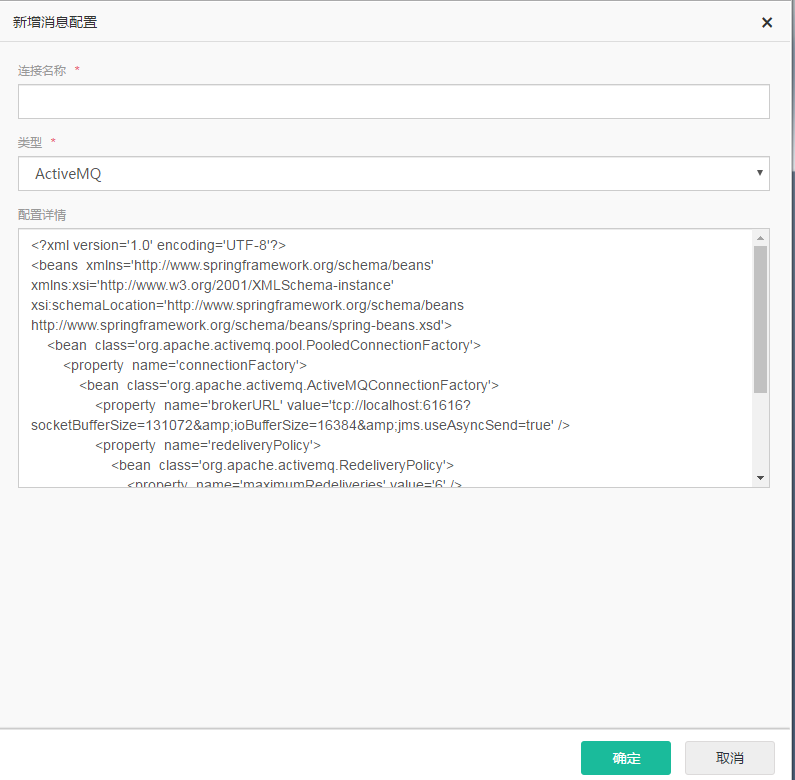 新增消息配置
连接名称 *
类型 *
ActiveMQ
配置详情
<?xml version='1.0' encoding='UTF-8'?>
<beans xmlns='http://www.springframework.org/schema/beans'
xmlns:xsi='http://www.w3.org/2001/XMLSchema-instance'
xsi:schemaLocation='http://www.springframework.org/schema/beans
http://www.springframework.org/schema/beans/spring-beans.xsd'>
<bean class='org.apache.activemq.pool.PooledConnectionFactory'>
<property name='connectionFactory'>
<bean class='org.apache.activemq.ActiveMQConnectionFactory'>
<property name='brokerURL' value='tcp://localhost:61616?
socketBufferSize=131072&amp;ioBufferSize=16384&amp;jms.useAsyncSend=true' />
<property name='redeliveryPolicy'>
<bean class='org.apache.activemq.RedeliveryPolicy'>
<property name='maximumRedeliveries' value='6' />
确定
取消